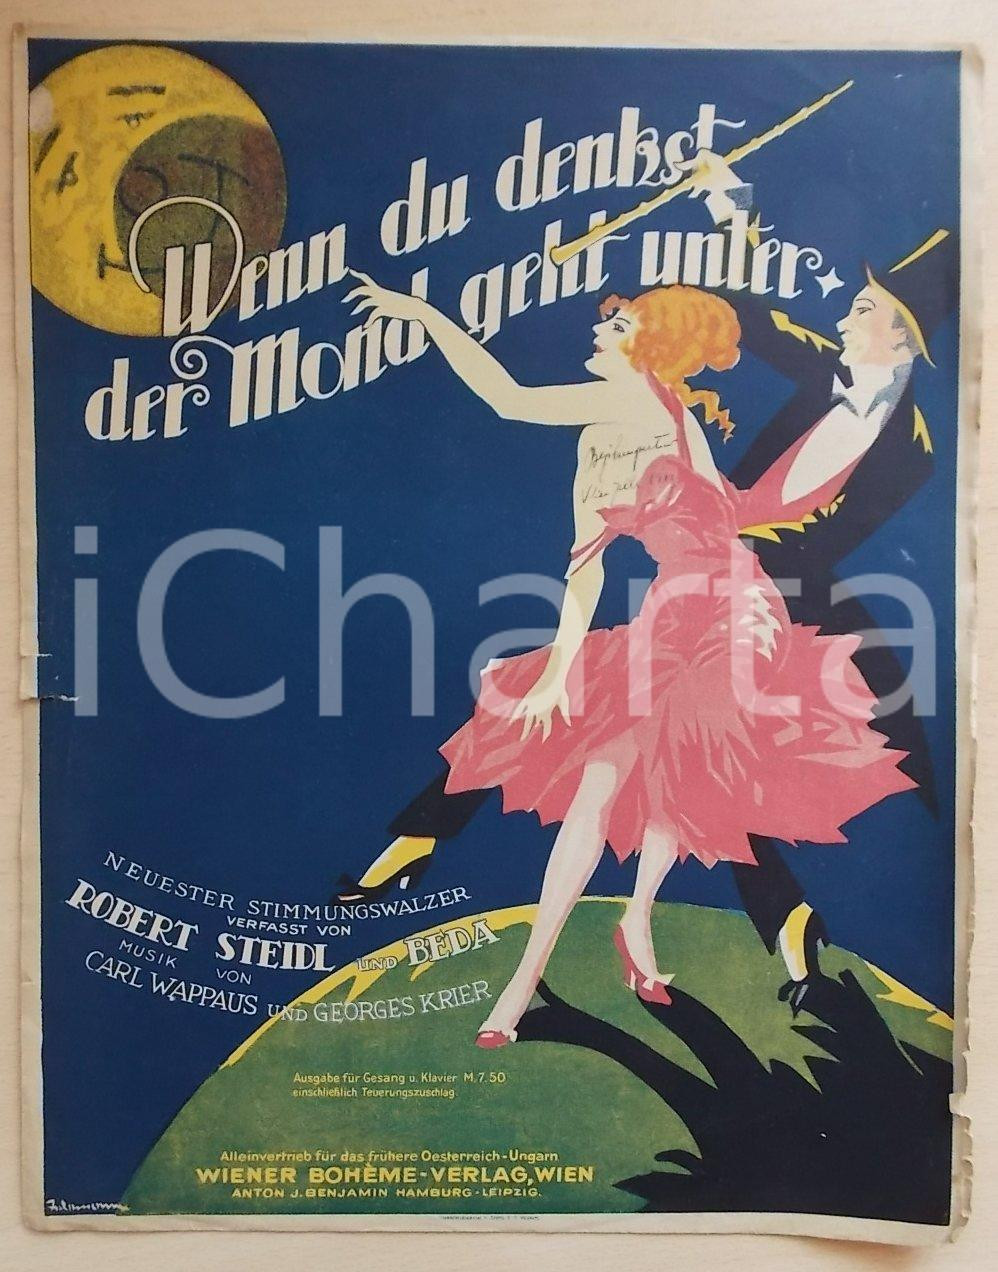 Wenn du denkst
der Mond geht unter
iCharta
NEUESTER STIMMUNGSWALZER
VERFASST VON
ROBERT STEIDL UND BEDA
MUSIK VON
CARL WAPPAUS UND GEORGES KRIER
Ausgabe für Gesang u. Klavier M. 7.50
einschließlich Teuerungszuschlag.
Alleinvertrieb für das frühere Oesterreich-Ungarn
WIENER BOHÈME-VERLAG, WIEN
ANTON J. BENJAMIN HAMBURG-LEIPZIG.